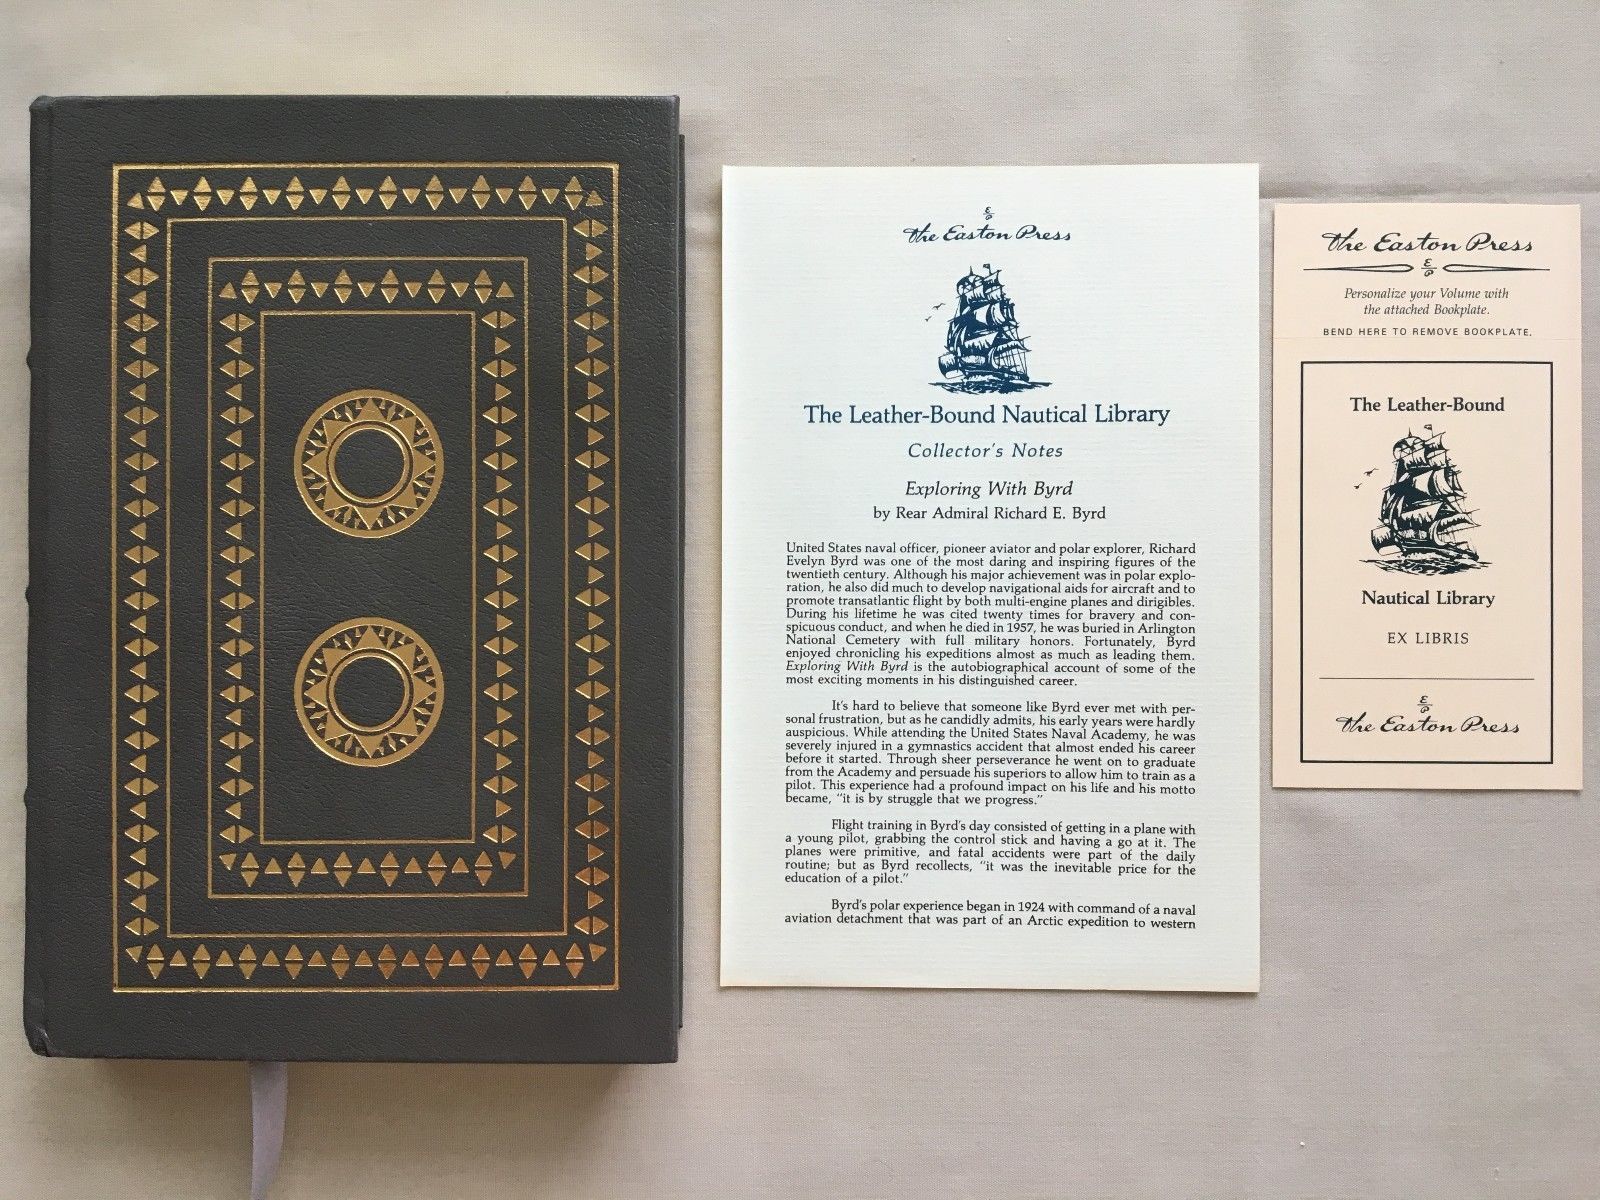 The Easton Press
The Leather-Bound Nautical Library
Collector's Notes
Exploring With Byrd
by Rear Admiral Richard E. Byrd
United States naval officer, pioneer aviator and polar explorer, Richard
Evelyn Byrd was one of the most daring and inspiring figures of the
twentieth century. Although his major achievement was in polar explo-
ration, he also did much to develop navigational aids for aircraft and to
promote transatlantic flight by both multi-engine planes and dirigibles.
During his lifetime he was cited twenty times for bravery and con-
spicuous conduct, and when he died in 1957, he was buried in Arlington
National Cemetery with full military honors. Fortunately, Byrd
enjoyed chronicling his expeditions almost as much as leading them.
Exploring With Byrd is the autobiographical account of some of the
most exciting moments in his distinguished career.
It's hard to believe that someone like Byrd ever met with per-
sonal frustration, but as he candidly admits, his early years were hardly
auspicious. While attending the United States Naval Academy, he was
severely injured in a gymnastics accident that almost ended his career
before it started. Through sheer perseverance he went on to graduate
from the Academy and persuade his superiors to allow him to train as a
pilot. This experience had a profound impact on his life and his motto
became, "it is by struggle that we progress."
Flight training in Byrd's day consisted of getting in a plane with
a young pilot, grabbing the control stick and having a go at it. The
planes were primitive, and fatal accidents were part of the daily
routine; but as Byrd recollects, "it was the inevitable price for the
education of a pilot."
Byrd's polar experience began in 1924 with command of a naval
aviation detachment that was part of an Arctic expedition to western
The Easton Press
Personalize your Volume with
the attached Bookplate.
BEND HERE TO REMOVE BOOKPLATE.
The Leather-Bound
Nautical Library
EX LIBRIS
The Easton Press